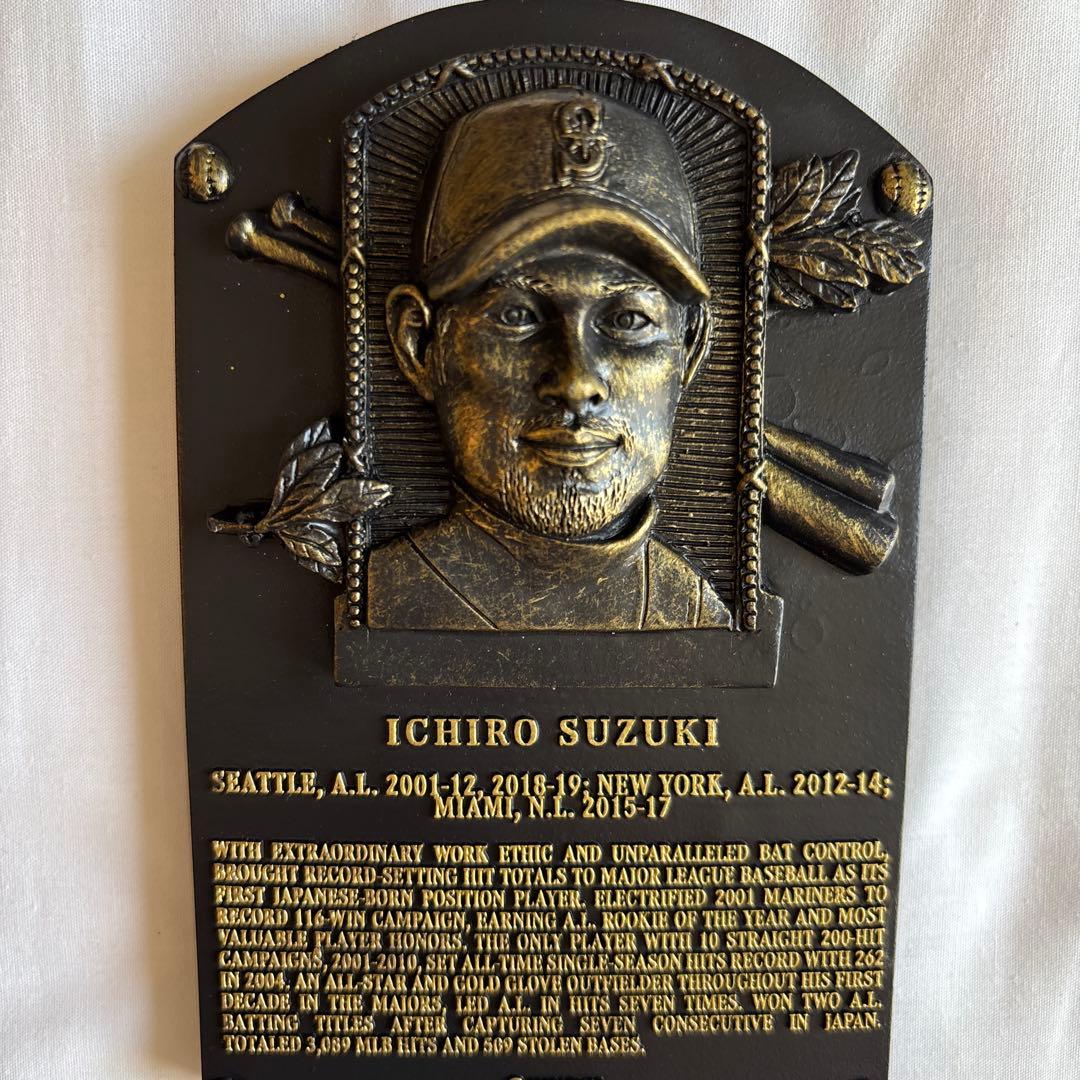 S
ICHIRO SUZUKI
SEATTLE, A.L. 2001-12, 2018-19; NEW YORK, A.L. 2012-14;
MIAMI, N.L. 2015-17
WITH EXTRAORDINARY WORK ETHIC AND UNPARALLELED BAT CONTROL,
BROUGHT RECORD-SETTING HIT TOTALS TO MAJOR LEAGUE BASEBALL AS ITS
FIRST JAPANESE-BORN POSITION PLAYER. ELECTRIFIED 2001 MARINERS TO
RECORD 116-WIN CAMPAIGN, EARNING A.L. ROOKIE OF THE YEAR AND MOST
VALUABLE PLAYER HONORS. THE ONLY PLAYER WITH 10 STRAIGHT 200-HIT
CAMPAIGNS, 2001-2010, SET ALL-TIME SINGLE-SEASON HITS RECORD WITH 262
IN 2004. AN ALL-STAR AND GOLD GLOVE OUTFIELDER THROUGHOUT HIS FIRST
DECADE IN THE MAJORS, LED A.L. IN HITS SEVEN TIMES. WON TWO A.L.
BATTING TITLES AFTER CAPTURING SEVEN CONSECUTIVE IN JAPAN.
TOTALED 3,089 MLB HITS AND 509 STOLEN BASES.